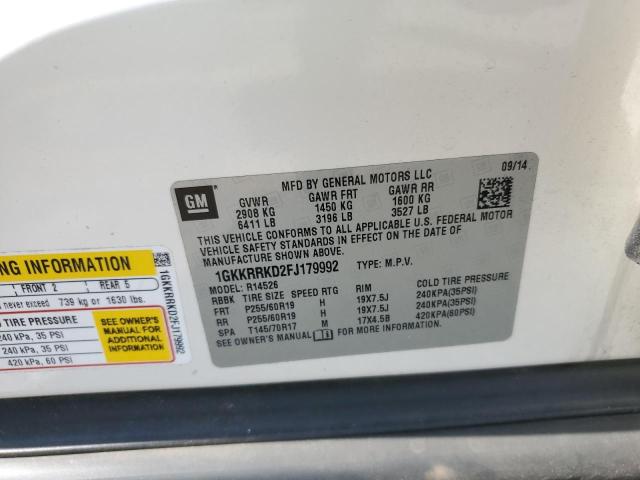 MFD BY GENERAL MOTORS LLC
09/14
GM
GVWR GAWR FRT GAWR RR
2908 KG 1450 KG 1600 KG
6411 LB 3196 LB 3527 LB
THIS VEHICLE CONFORMS TO ALL APPLICABLE U.S. FEDERAL MOTOR
VEHICLE SAFETY STANDARDS IN EFFECT ON THE DATE OF
MANUFACTURE SHOWN ABOVE.
1GKKRRKD2FJ179992 TYPE: M.P.V.
MODEL: R14526
RBBK TIRE SIZE SPEED RTG RIM COLD TIRE PRESSURE
FRT P255/60R19 H 19X7.5J 240KPA(35PSI)
RR P255/60R19 H 19X7.5J 240KPA(35PSI)
SPA T145/70R17 M 17X4.5B 420KPA(60PSI)
SEE OWNER'S MANUAL FOR MORE INFORMATION.
NG INFORMATION
FRONT 2 REAR 5
never exceed 739 kg or 1630 lbs.
TIRE PRESSURE
240 kPa, 35 PSI
240 kPa, 35 PSI
420 kPa, 60 PSI
SEE OWNER'S
MANUAL FOR
ADDITIONAL
INFORMATION
1GKKRRKD2FJ179992